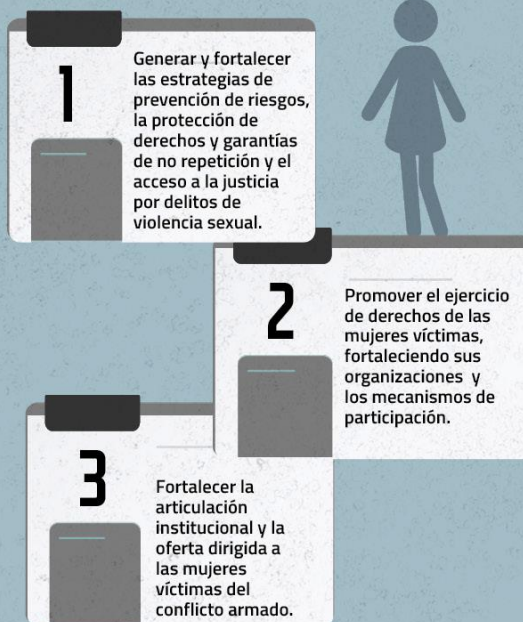 1
Generar y fortalecer
las estrategias de
prevención de riesgos,
la protección de
derechos y garantías
de no repetición y el
acceso a la justicia
por delitos de
violencia sexual.
2
Promover el ejercicio
de derechos de las
mujeres víctimas,
fortaleciendo sus
organizaciones y
los mecanismos de
participación.
3
Fortalecer la
articulación
institucional y la
oferta dirigida a
las mujeres
víctimas del
conflicto armado.